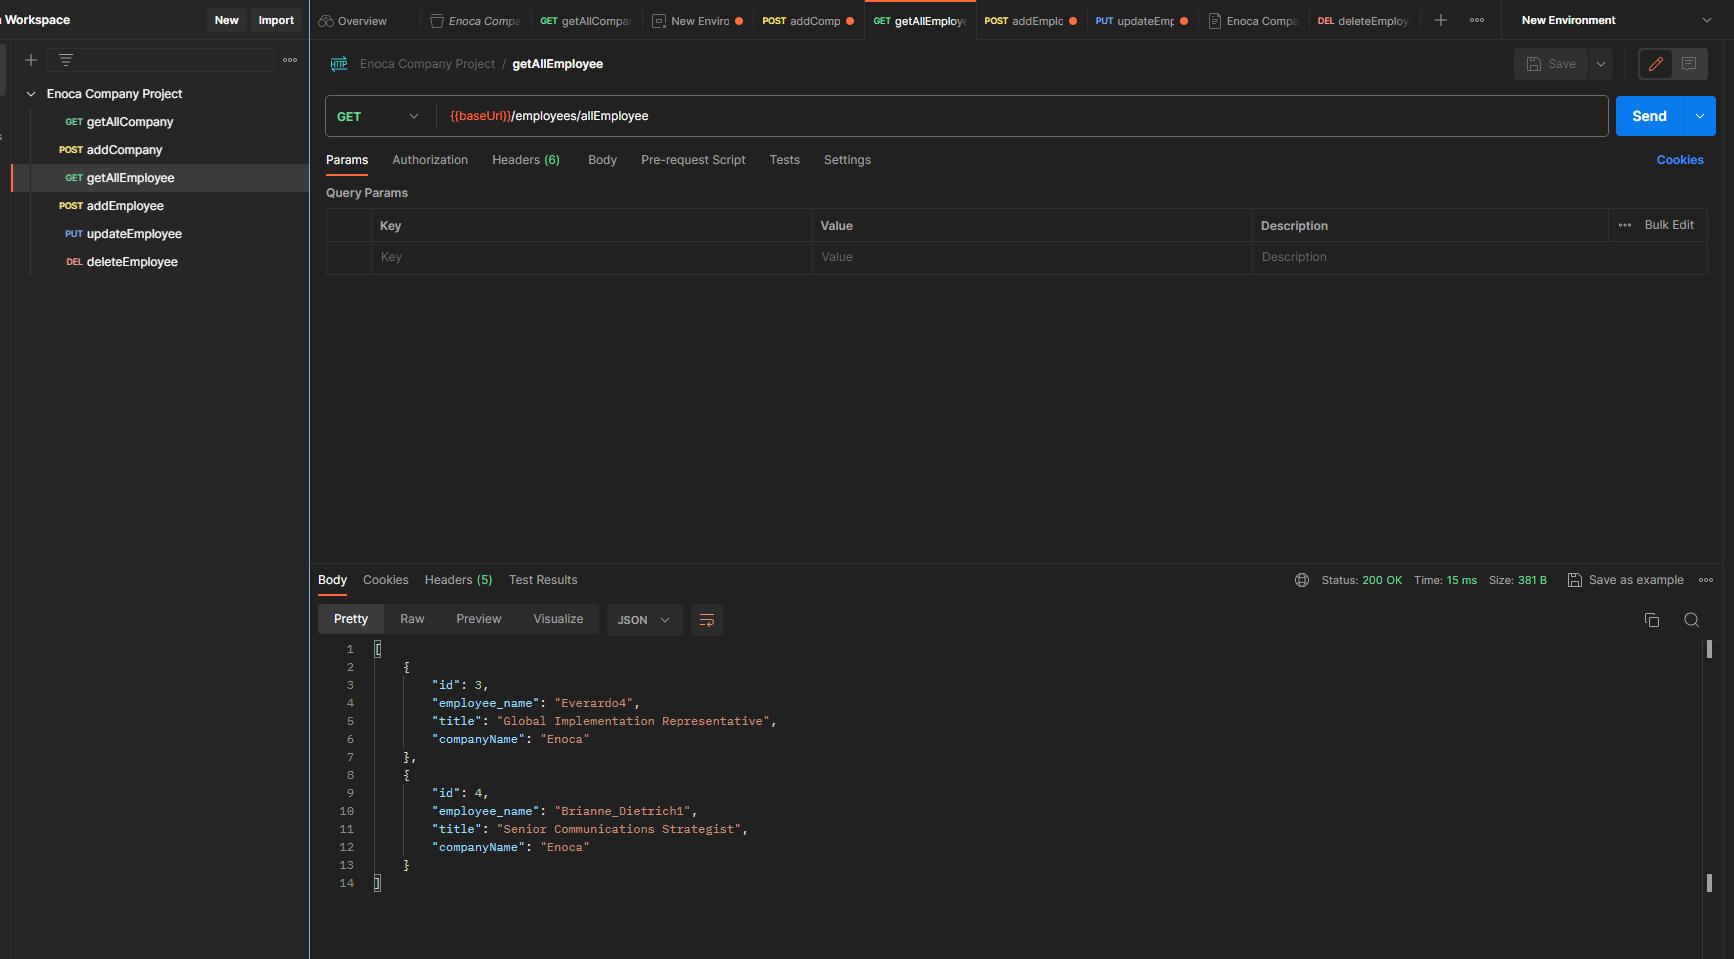 Workspace
New
Import
Overview
Enoca Compa
GET getAllCompar
New Enviro
POST addComp
GET getAllEmploye
POST addEmplo
PUT updateEmp
Enoca Compa
DEL deleteEmploy
New Environment
Enoca Company Project
GET getAllCompany
POST addCompany
GET getAllEmployee
POST addEmployee
PUT updateEmployee
DEL deleteEmployee
HTTP Enoca Company Project / getAllEmployee
Save
GET {{baseUrl}}/employees/allEmployee
Send
Params Authorization Headers (6) Body Pre-request Script Tests Settings
Cookies
Query Params
Key Value Description
Bulk Edit
Key Value Description
Body Cookies Headers (5) Test Results
Status: 200 OK Time: 15 ms Size: 381 B
Save as example
Pretty Raw Preview Visualize JSON
1 [
2 {
3 "id": 3,
4 "employee_name": "Everardo4",
5 "title": "Global Implementation Representative",
6 "companyName": "Enoca"
7 },
8 {
9 "id": 4,
10 "employee_name": "Brianne_Dietrich1",
11 "title": "Senior Communications Strategist",
12 "companyName": "Enoca"
13 }
14 ]